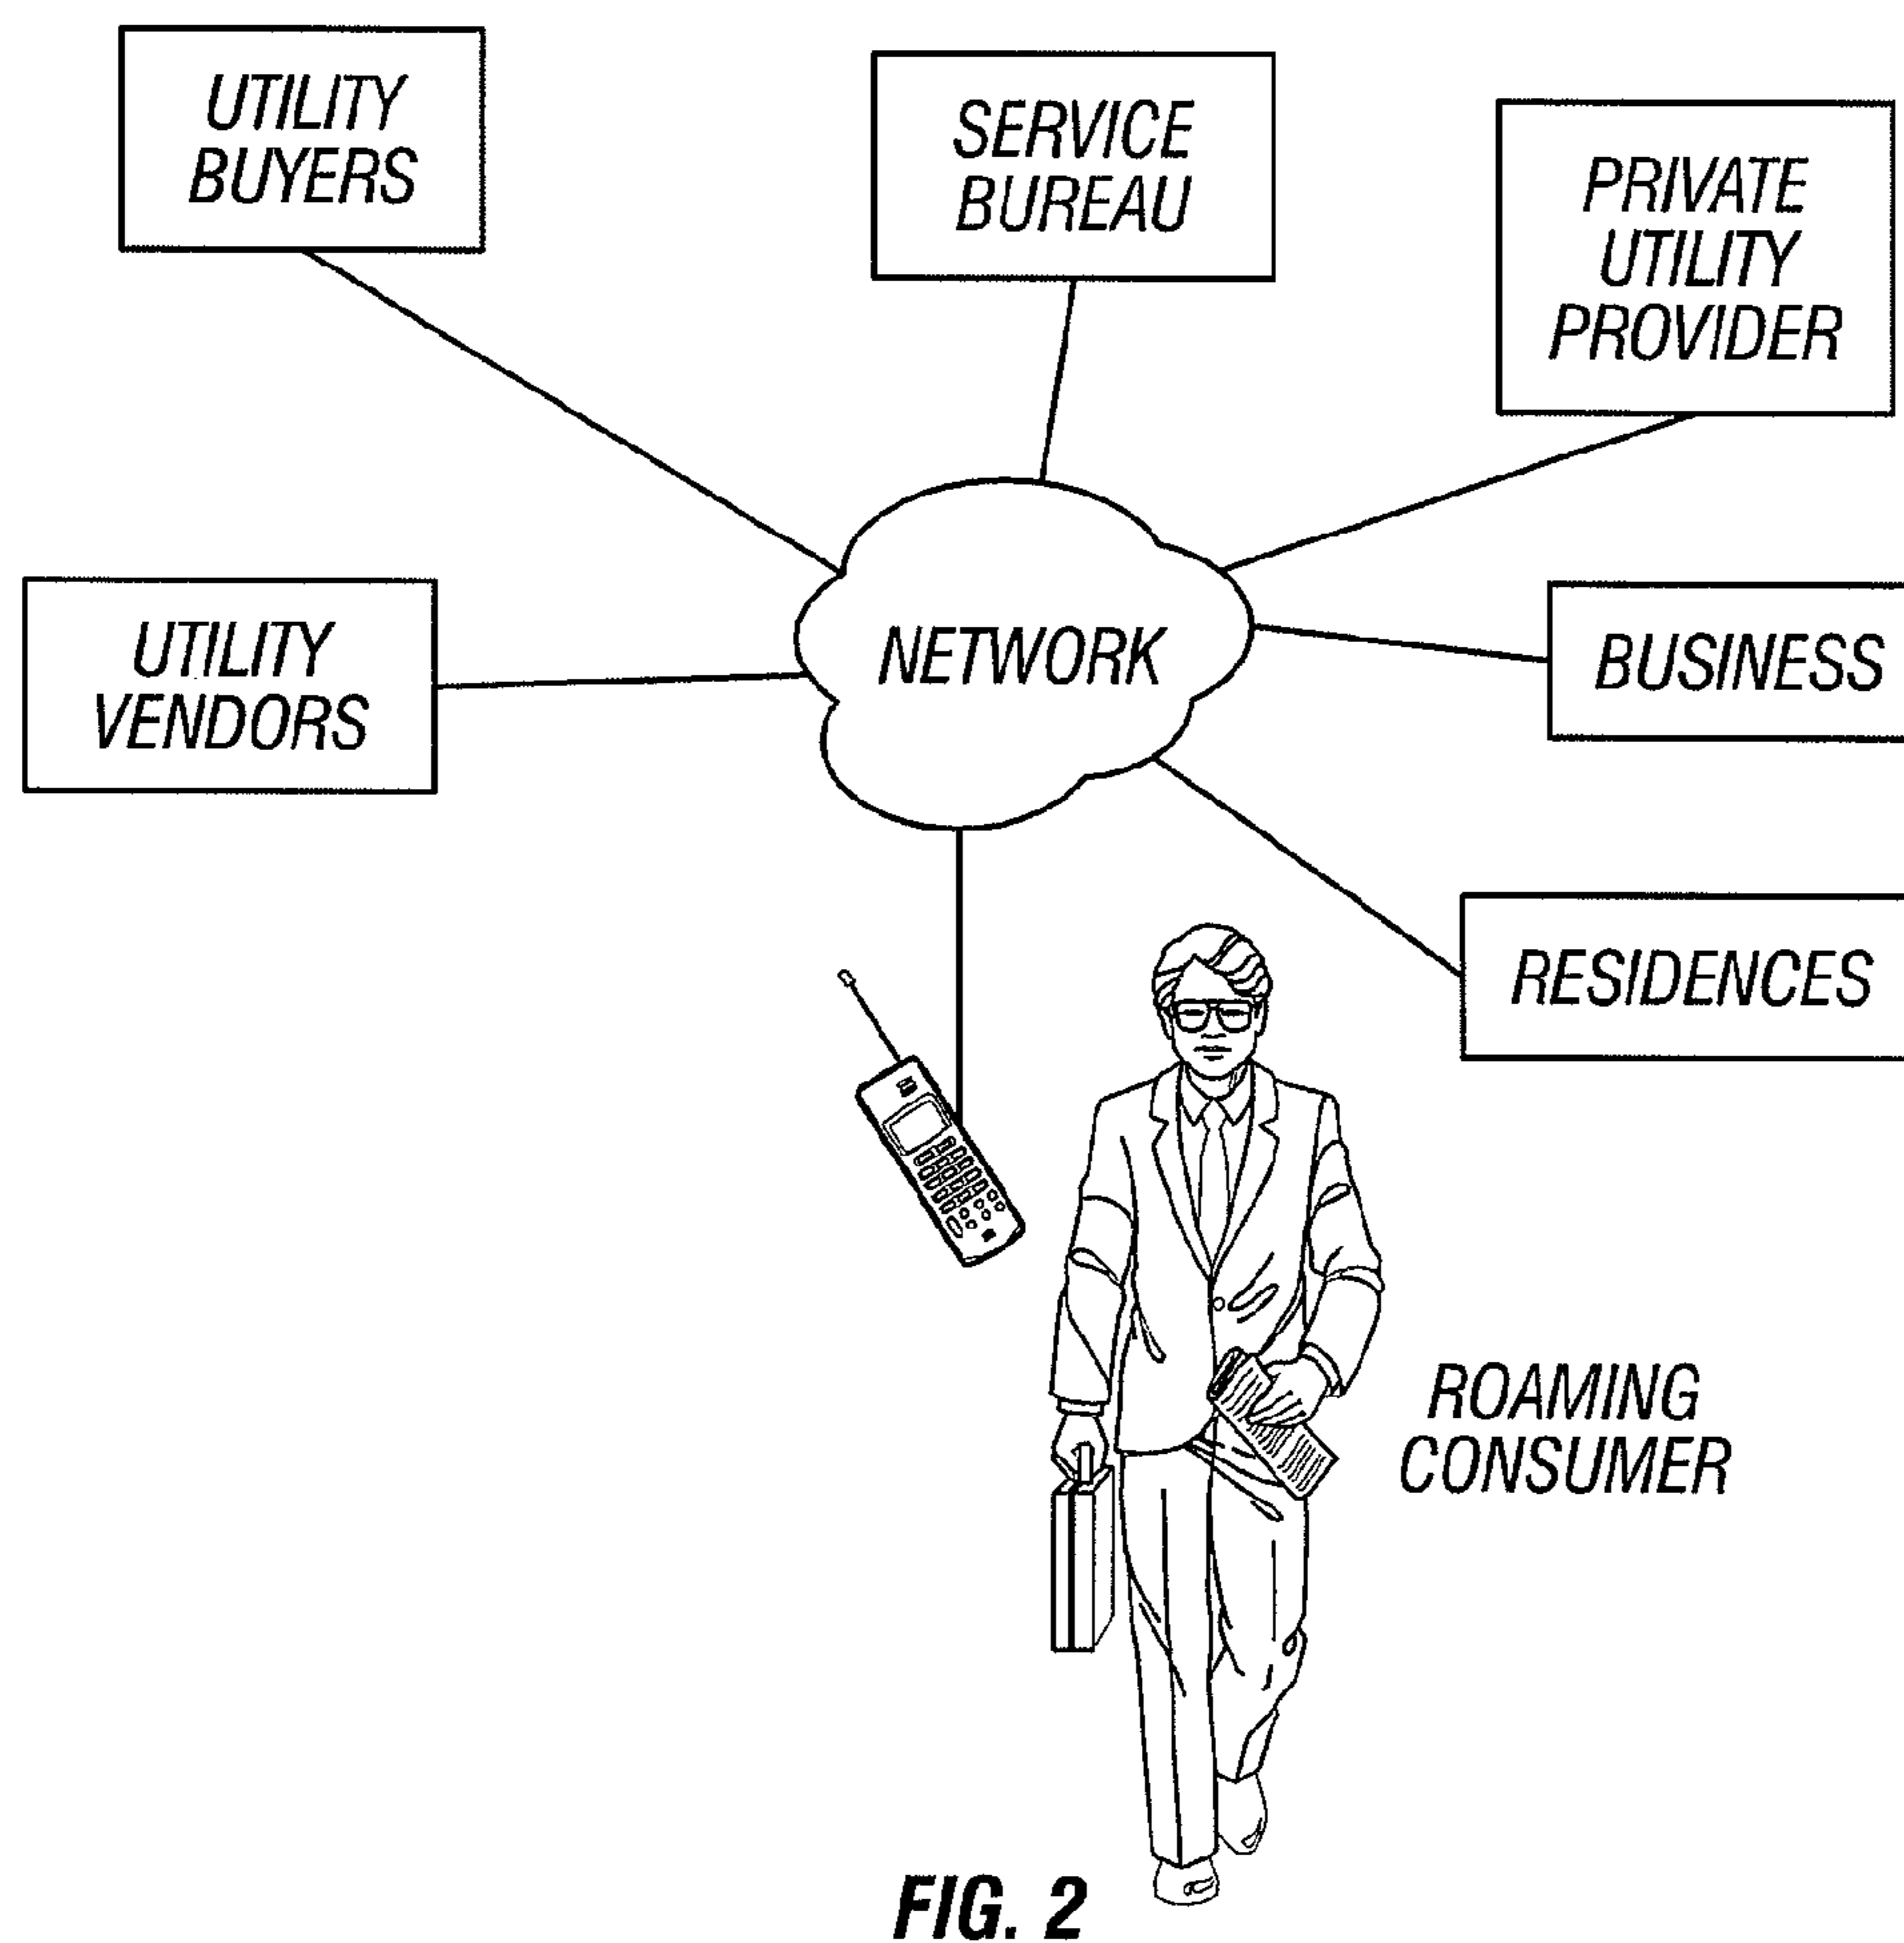 UTILITY
BUYERS
SERVICE
BUREAU
PRIVATE
UTILITY
PROVIDER
UTILITY
VENDORS
NETWORK
BUSINESS
RESIDENCES
ROAMING
CONSUMER
FIG. 2